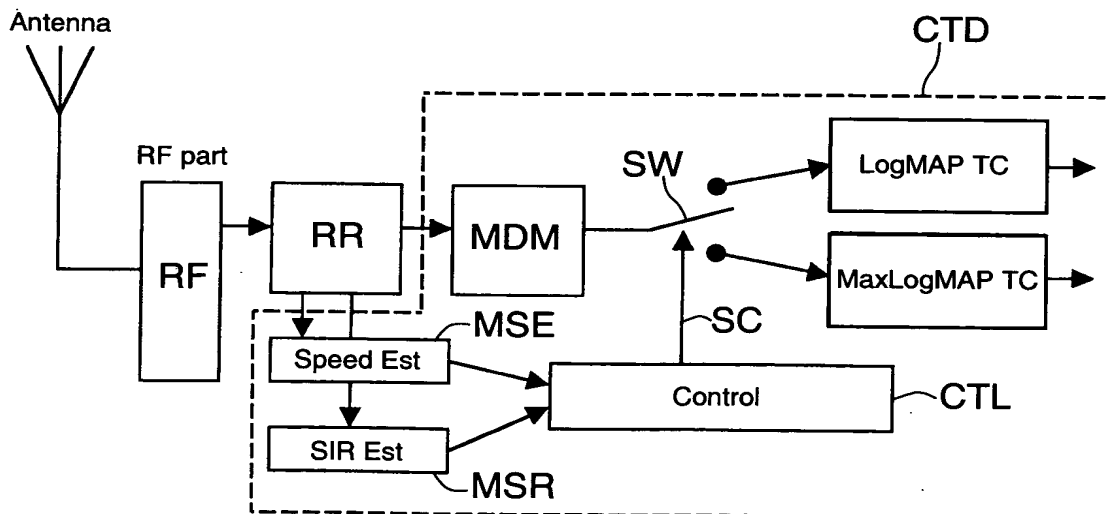 Antenna
CTD
RF part
SW
LogMAP TC
RR
MDM
RF
MaxLogMAP TC
MSE
SC
Speed Est
Control
CTL
SIR Est
MSR